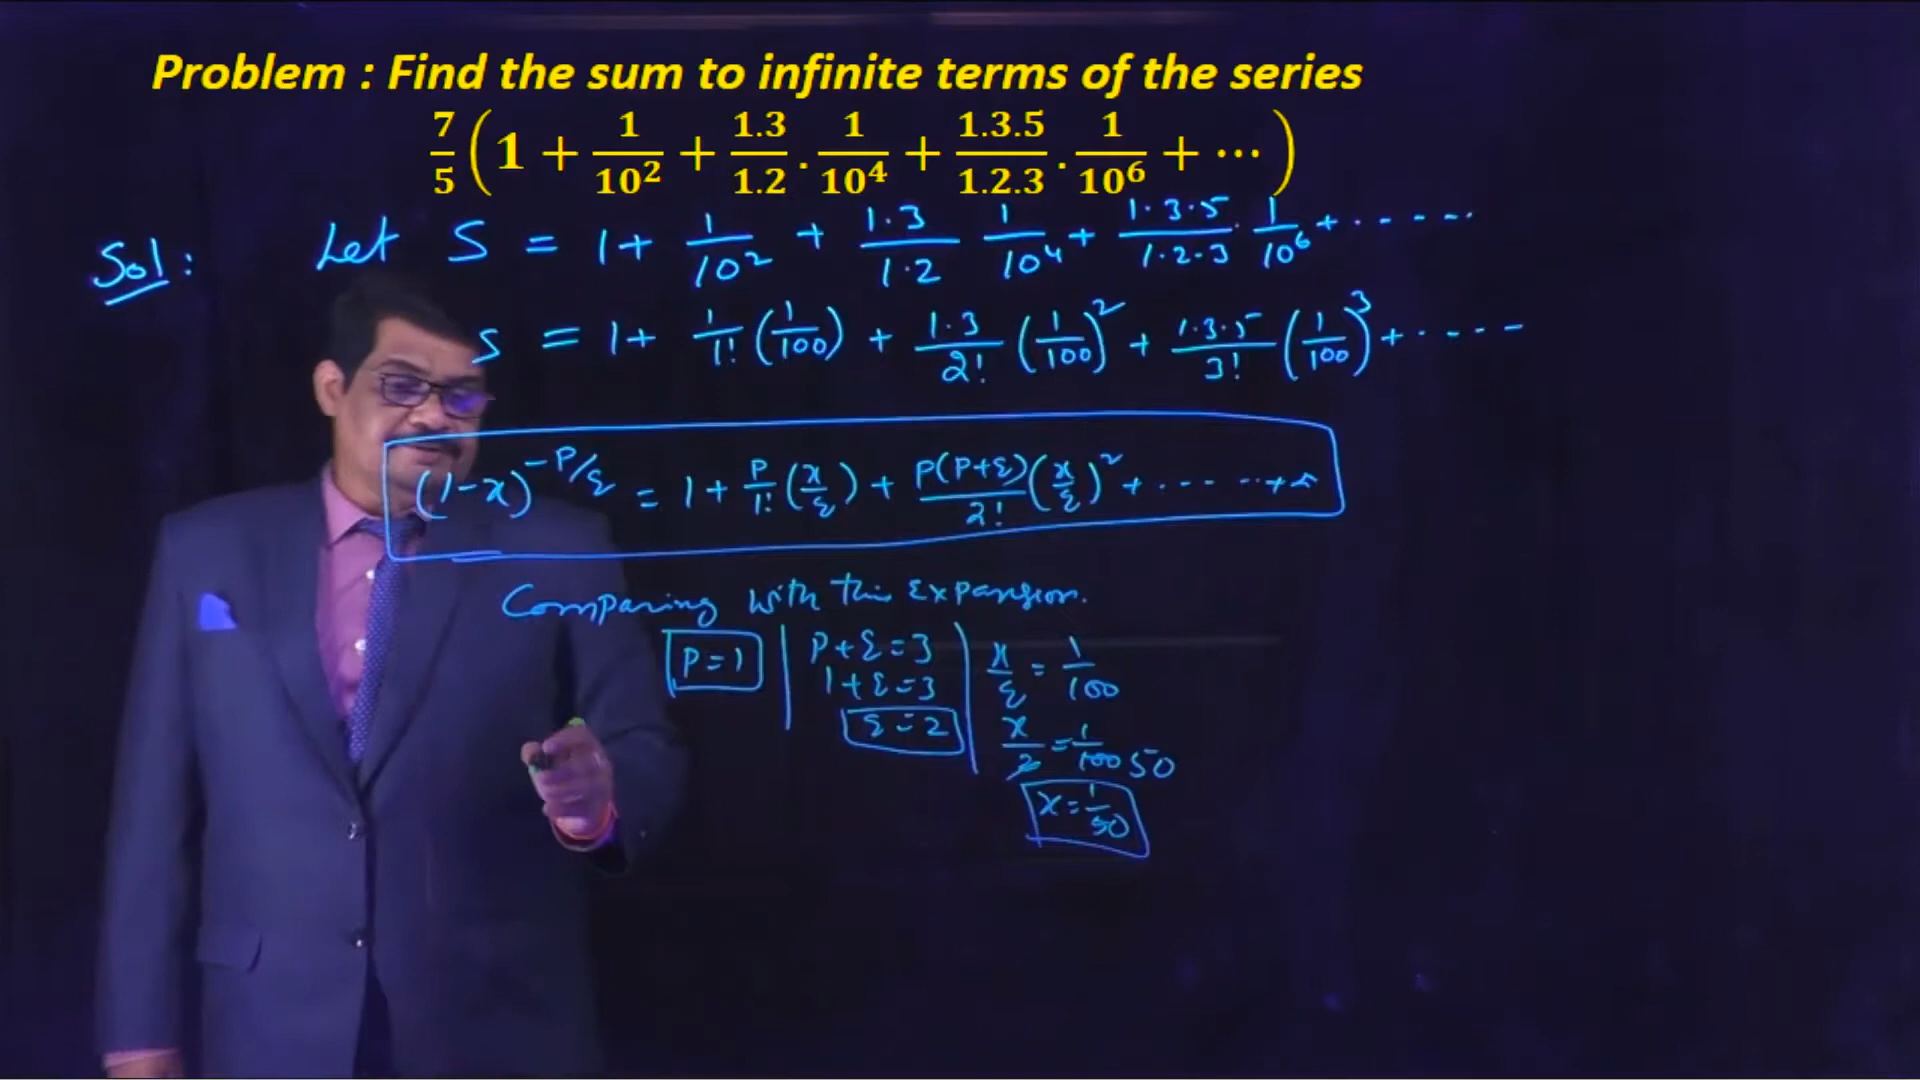 Problem : Find the sum to infinite terms of the series
7/5 (1 + 1/10² + 1.3/1.2 . 1/10⁴ + 1.3.5/1.2.3 . 1/10⁶ + ⋯)
Sol : Let S = 1 + 1/10² + 1·3/1·2 1/10⁴ + 1·3·5/1·2·3 · 1/10⁶ + ·-----
S = 1 + 1/1! (1/100) + 1·3/2! (1/100)² + 1·3·5/3! (1/100)³ + ·----
(1-x)^(-P/q) = 1 + P/1! (x/q) + P(P+q)/2! (x/q)² + ·---- --+∞
Comparing with this Expansion.
P=1 | P+q=3 | x/q = 1/100
1+q=3
q=2
x/2 = 1/100 50
x = 1/50